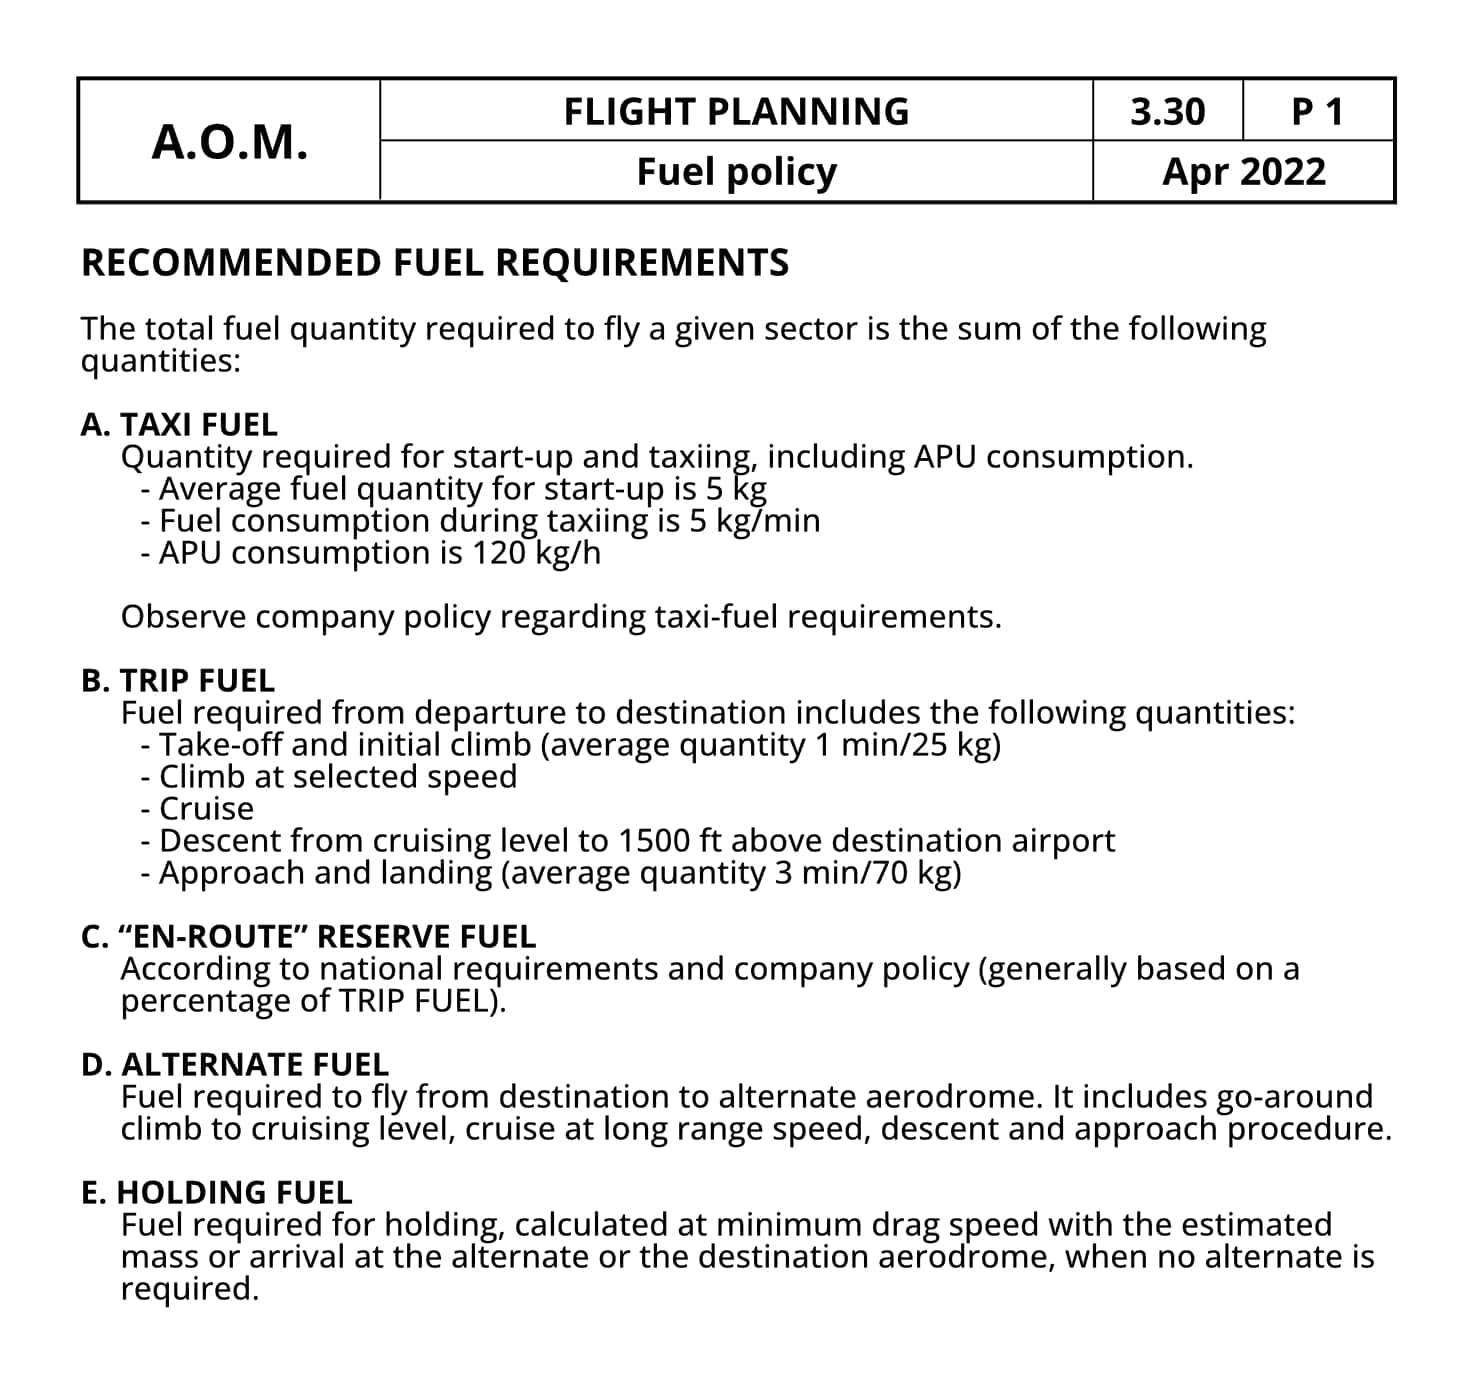 A.O.M.
FLIGHT PLANNING
3.30
P 1
Fuel policy
Apr 2022
RECOMMENDED FUEL REQUIREMENTS
The total fuel quantity required to fly a given sector is the sum of the following
quantities:
A. TAXI FUEL
Quantity required for start-up and taxiing, including APU consumption.
- Average fuel quantity for start-up is 5 kg
- Fuel consumption during taxiing is 5 kg/min
- APU consumption is 120 kg/h
Observe company policy regarding taxi-fuel requirements.
B. TRIP FUEL
Fuel required from departure to destination includes the following quantities:
- Take-off and initial climb (average quantity 1 min/25 kg)
- Climb at selected speed
- Cruise
- Descent from cruising level to 1500 ft above destination airport
- Approach and landing (average quantity 3 min/70 kg)
C. “EN-ROUTE” RESERVE FUEL
According to national requirements and company policy (generally based on a
percentage of TRIP FUEL).
D. ALTERNATE FUEL
Fuel required to fly from destination to alternate aerodrome. It includes go-around
climb to cruising level, cruise at long range speed, descent and approach procedure.
E. HOLDING FUEL
Fuel required for holding, calculated at minimum drag speed with the estimated
mass or arrival at the alternate or the destination aerodrome, when no alternate is
required.